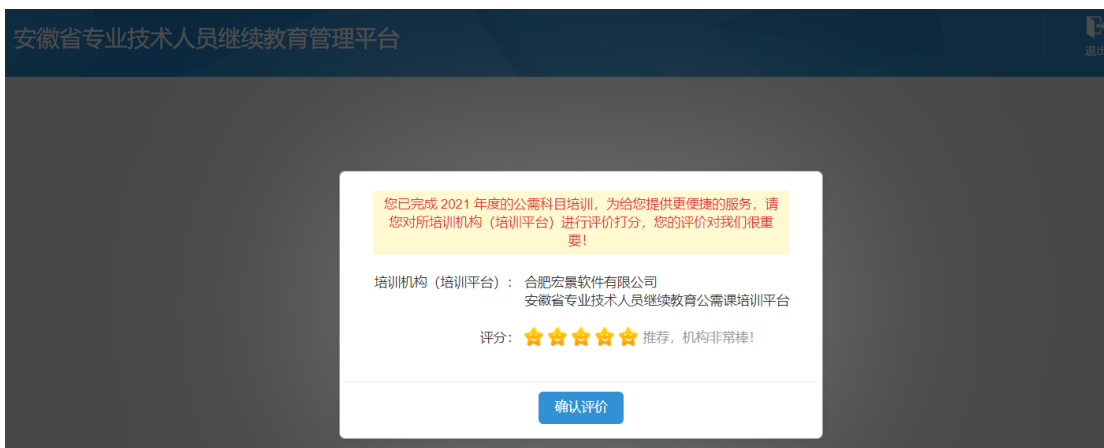 安徽省专业技术人员继续教育管理平台
退出
您已完成 2021 年度的公需科目培训，为给您提供更便捷的服务，请
您对所培训机构（培训平台）进行评价打分，您的评价对我们很重
要！
培训机构（培训平台）： 合肥宏景软件有限公司
安徽省专业技术人员继续教育公需课培训平台
评分： 推荐，机构非常棒！
确认评价